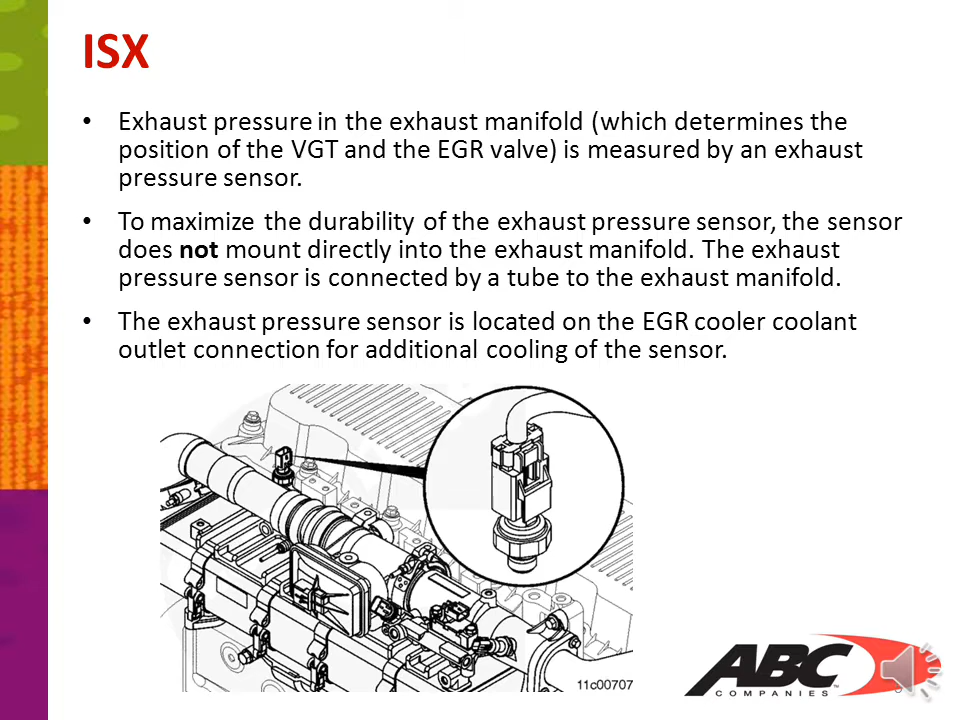 ISX
• Exhaust pressure in the exhaust manifold (which determines the
position of the VGT and the EGR valve) is measured by an exhaust
pressure sensor.
• To maximize the durability of the exhaust pressure sensor, the sensor
does not mount directly into the exhaust manifold. The exhaust
pressure sensor is connected by a tube to the exhaust manifold.
• The exhaust pressure sensor is located on the EGR cooler coolant
outlet connection for additional cooling of the sensor.
11c00707
ABC
COMPANIES™